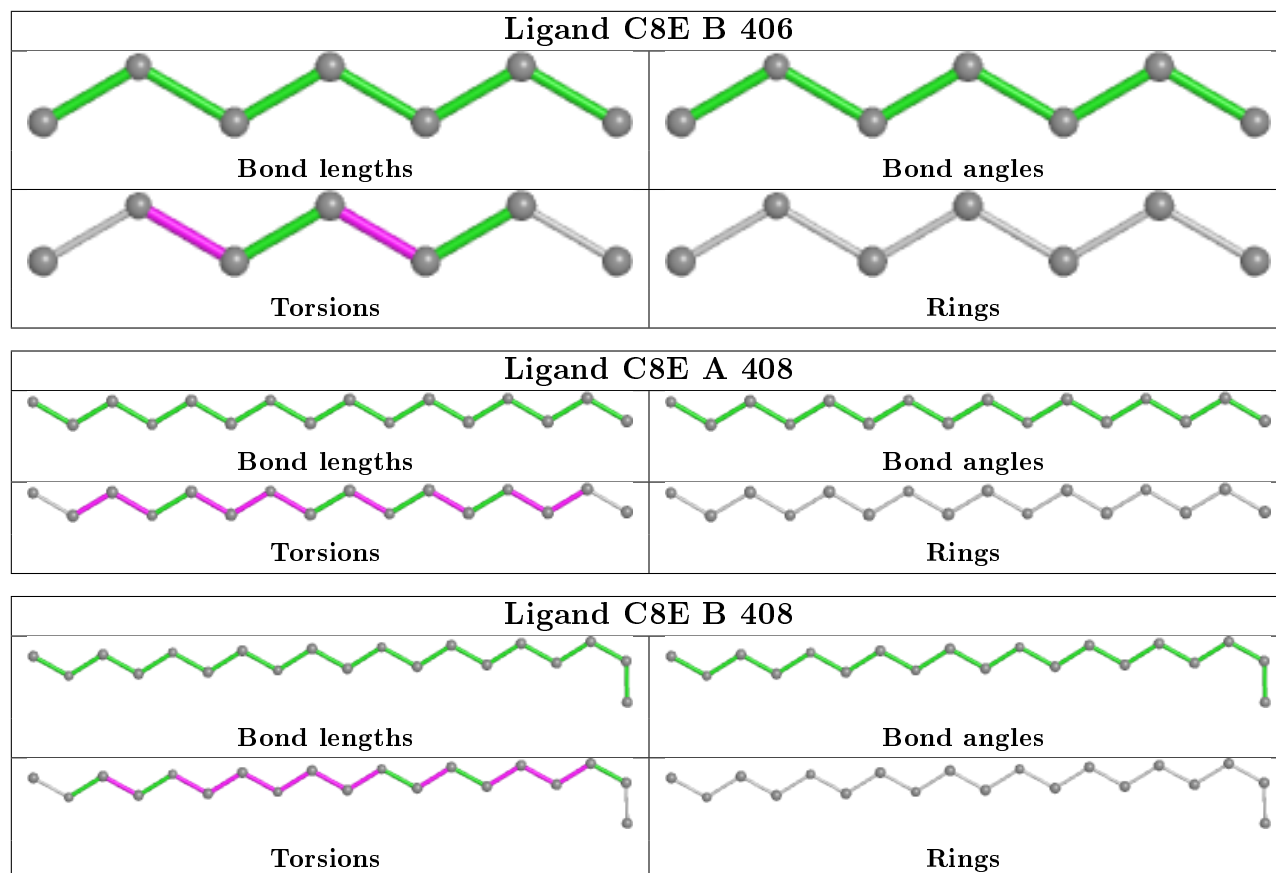 Ligand C8E B 406
Bond lengths
Bond angles
Torsions
Rings
Ligand C8E A 408
Bond lengths
Bond angles
Torsions
Rings
Ligand C8E B 408
Bond lengths
Bond angles
Torsions
Rings